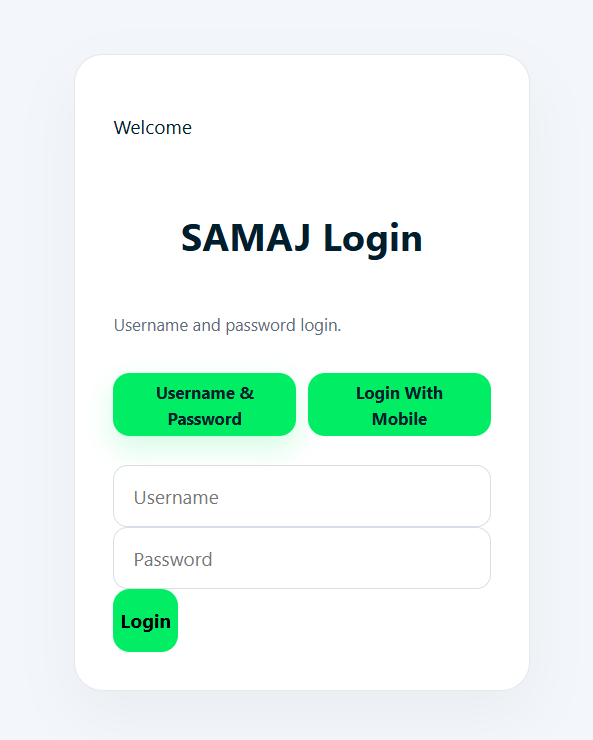 Welcome
SAMAJ Login
Username and password login.
Username &
Password
Login With
Mobile
Username
Password
Login